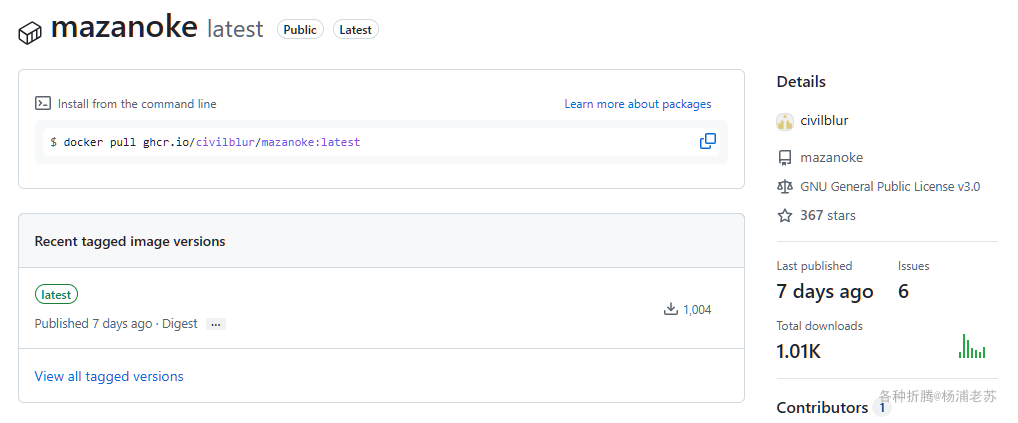 mazanoke latest Public Latest
Install from the command line Learn more about packages
$ docker pull ghcr.io/civilblur/mazanoke:latest
Recent tagged image versions
latest
Published 7 days ago · Digest ...
1,004
View all tagged versions
Details
civilblur
mazanoke
GNU General Public License v3.0
367 stars
Last published Issues
7 days ago 6
Total downloads
1.01K
Contributors 1
各种折腾@杨浦老苏